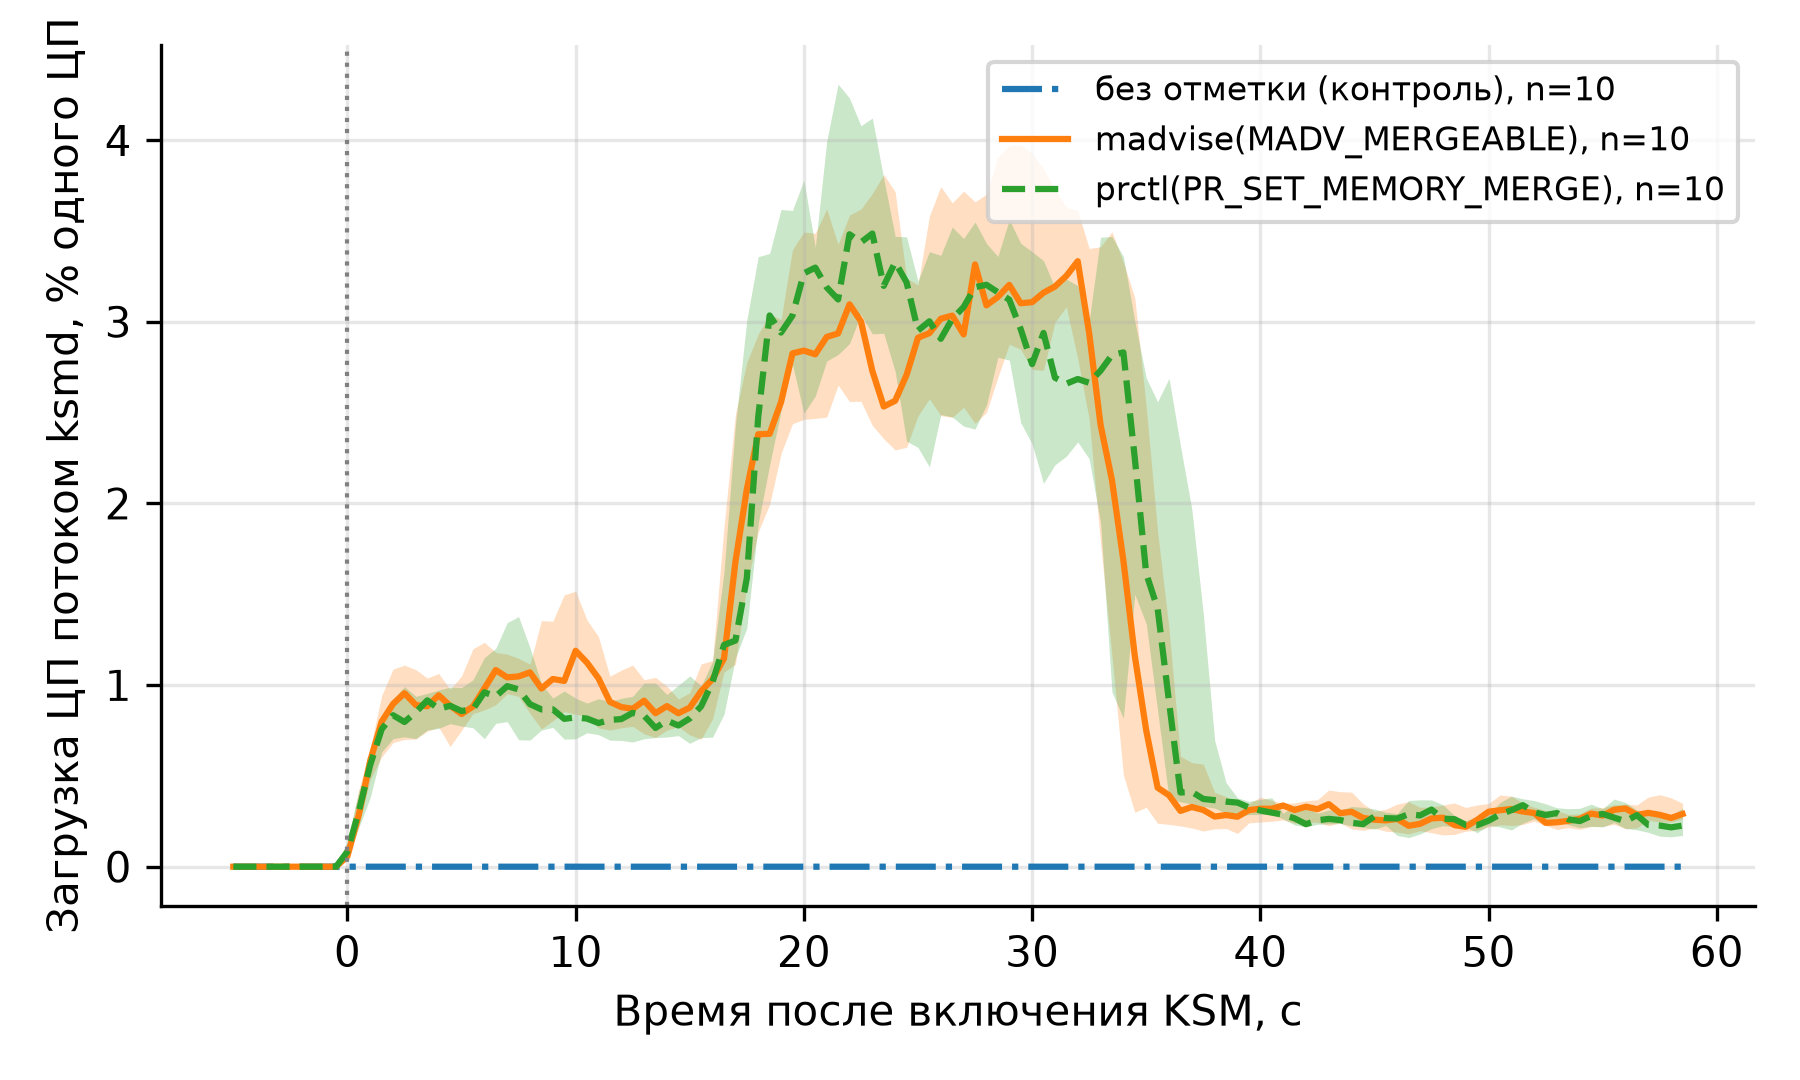 Загрузка ЦП потоком ksmd, % одного ЦП
4
3
2
1
0
без отметки (контроль), n=10
madvise(MADV_MERGEABLE), n=10
prctl(PR_SET_MEMORY_MERGE), n=10
0 10 20 30 40 50 60
Время после включения KSM, с